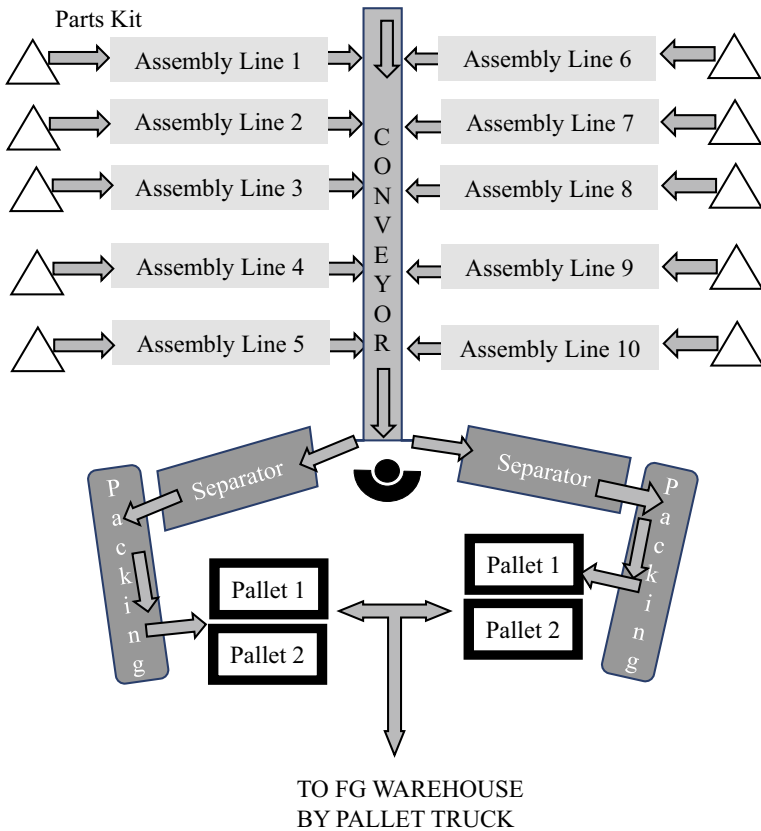 Parts Kit
Assembly Line 1
Assembly Line 6
Assembly Line 2
Assembly Line 7
Assembly Line 3
Assembly Line 8
Assembly Line 4
Assembly Line 9
Assembly Line 5
Assembly Line 10
CONVEYOR
Separator
Separator
Packing
Packing
Pallet 1
Pallet 2
Pallet 1
Pallet 2
TO FG WAREHOUSE
BY PALLET TRUCK